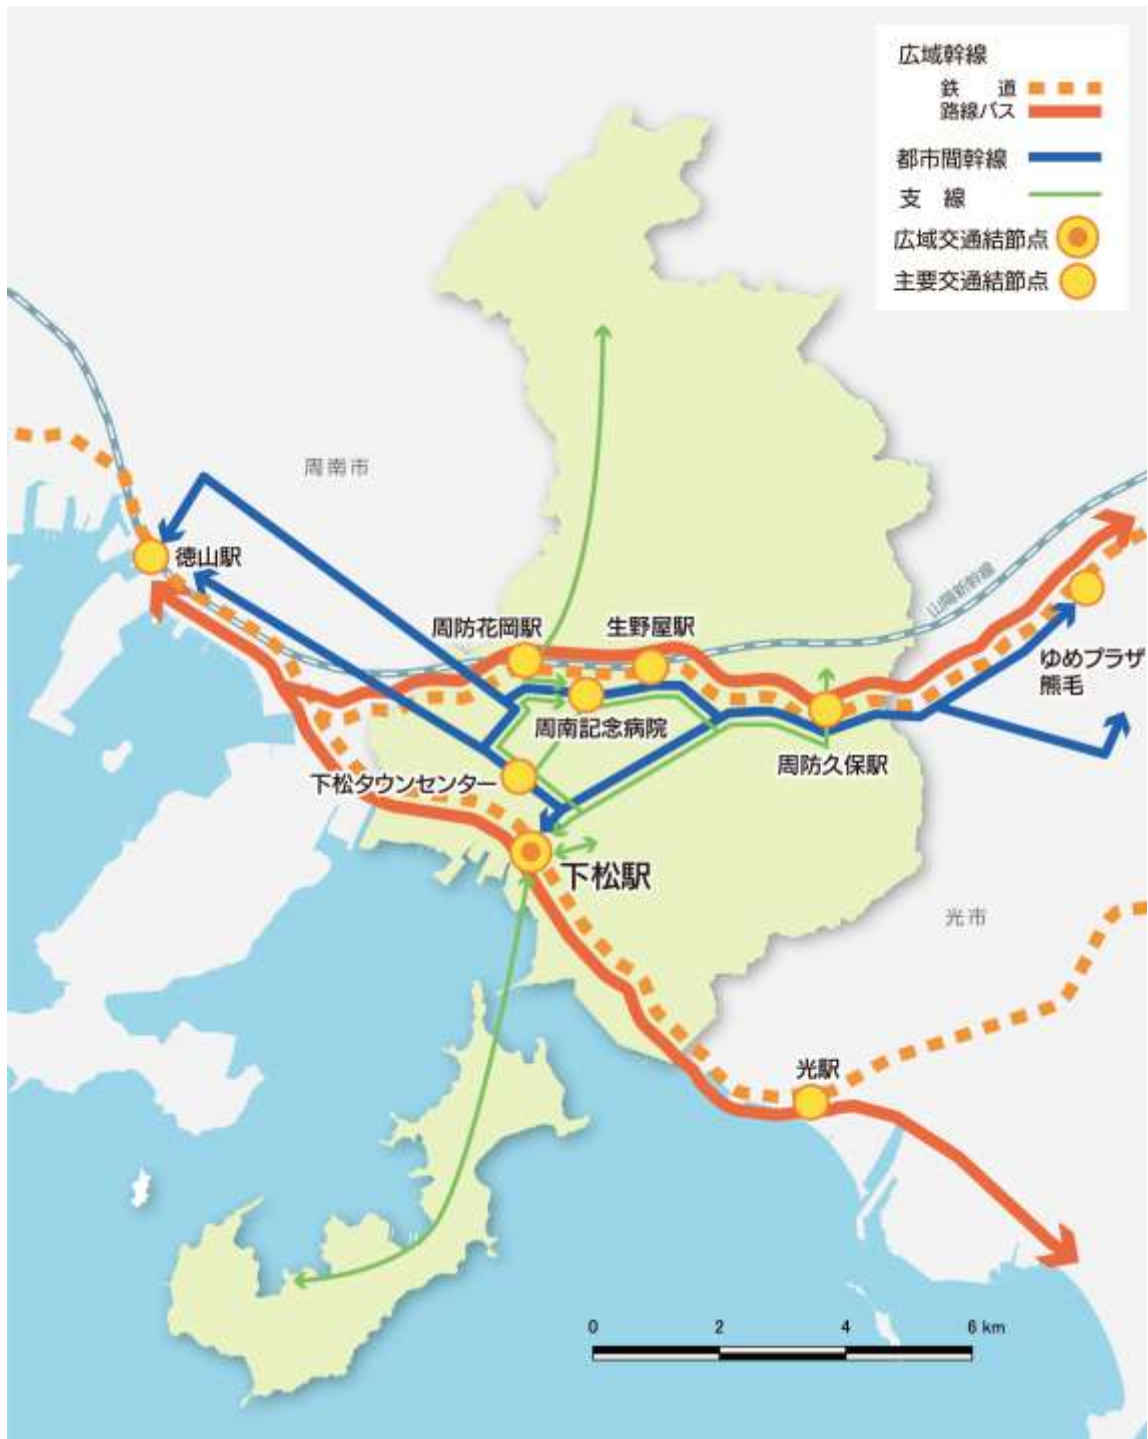 広域幹線
鉄　道
路線バス
都市間幹線
支　線
広域交通結節点
主要交通結節点
周南市
徳山駅
山陽新幹線
周防花岡駅
生野屋駅
ゆめプラザ
熊毛
周南記念病院
周防久保駅
下松タウンセンター
下松駅
光市
光駅
0 2 4 6 km